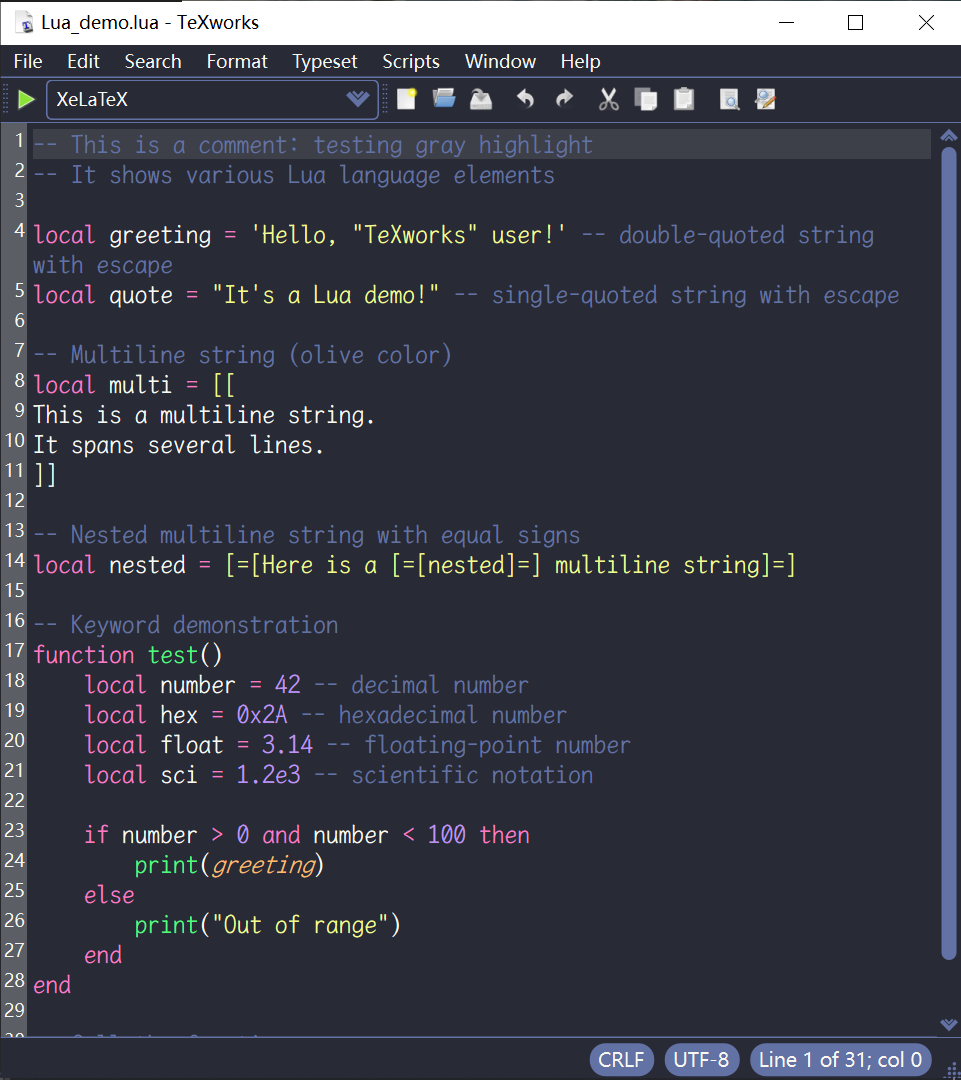 Lua_demo.lua - TeXworks
File Edit Search Format Typeset Scripts Window Help
XeLaTeX
1 -- This is a comment: testing gray highlight
2 -- It shows various Lua language elements
3
4 local greeting = 'Hello, "TeXworks" user!' -- double-quoted string
with escape
5 local quote = "It's a Lua demo!" -- single-quoted string with escape
6
7 -- Multiline string (olive color)
8 local multi = [[
9 This is a multiline string.
10 It spans several lines.
11 ]]
12
13 -- Nested multiline string with equal signs
14 local nested = [=[Here is a [=[nested]=] multiline string]=]
15
16 -- Keyword demonstration
17 function test()
18     local number = 42 -- decimal number
19     local hex = 0x2A -- hexadecimal number
20     local float = 3.14 -- floating-point number
21     local sci = 1.2e3 -- scientific notation
22
23     if number > 0 and number < 100 then
24         print(greeting)
25     else
26         print("Out of range")
27     end
28 end
29
CRLF UTF-8 Line 1 of 31; col 0